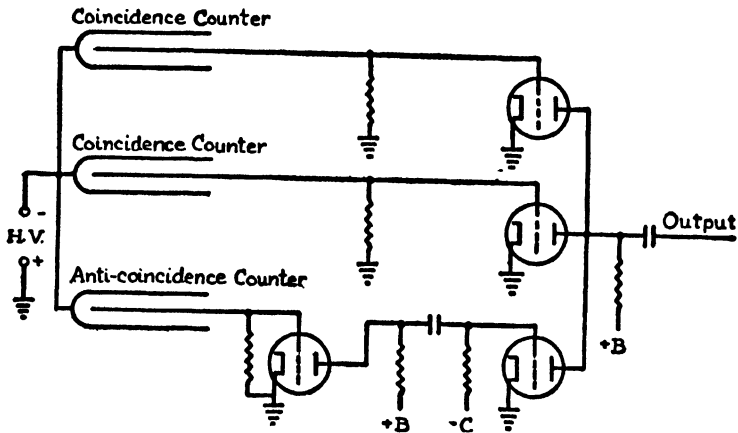 Coincidence Counter
Coincidence Counter
Output
-
H.V.
+
Anti-coincidence Counter
+B
+B
-C